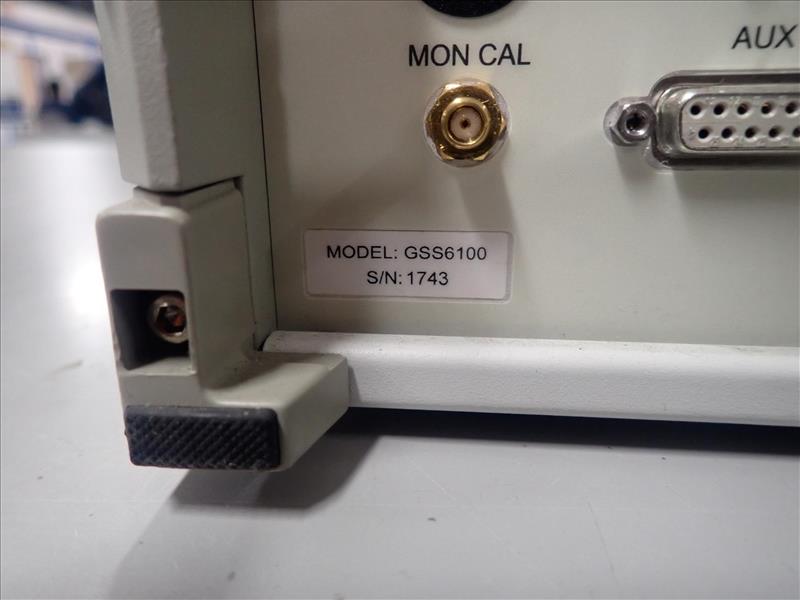 MON CAL
AUX
MODEL: GSS6100
S/N: 1743